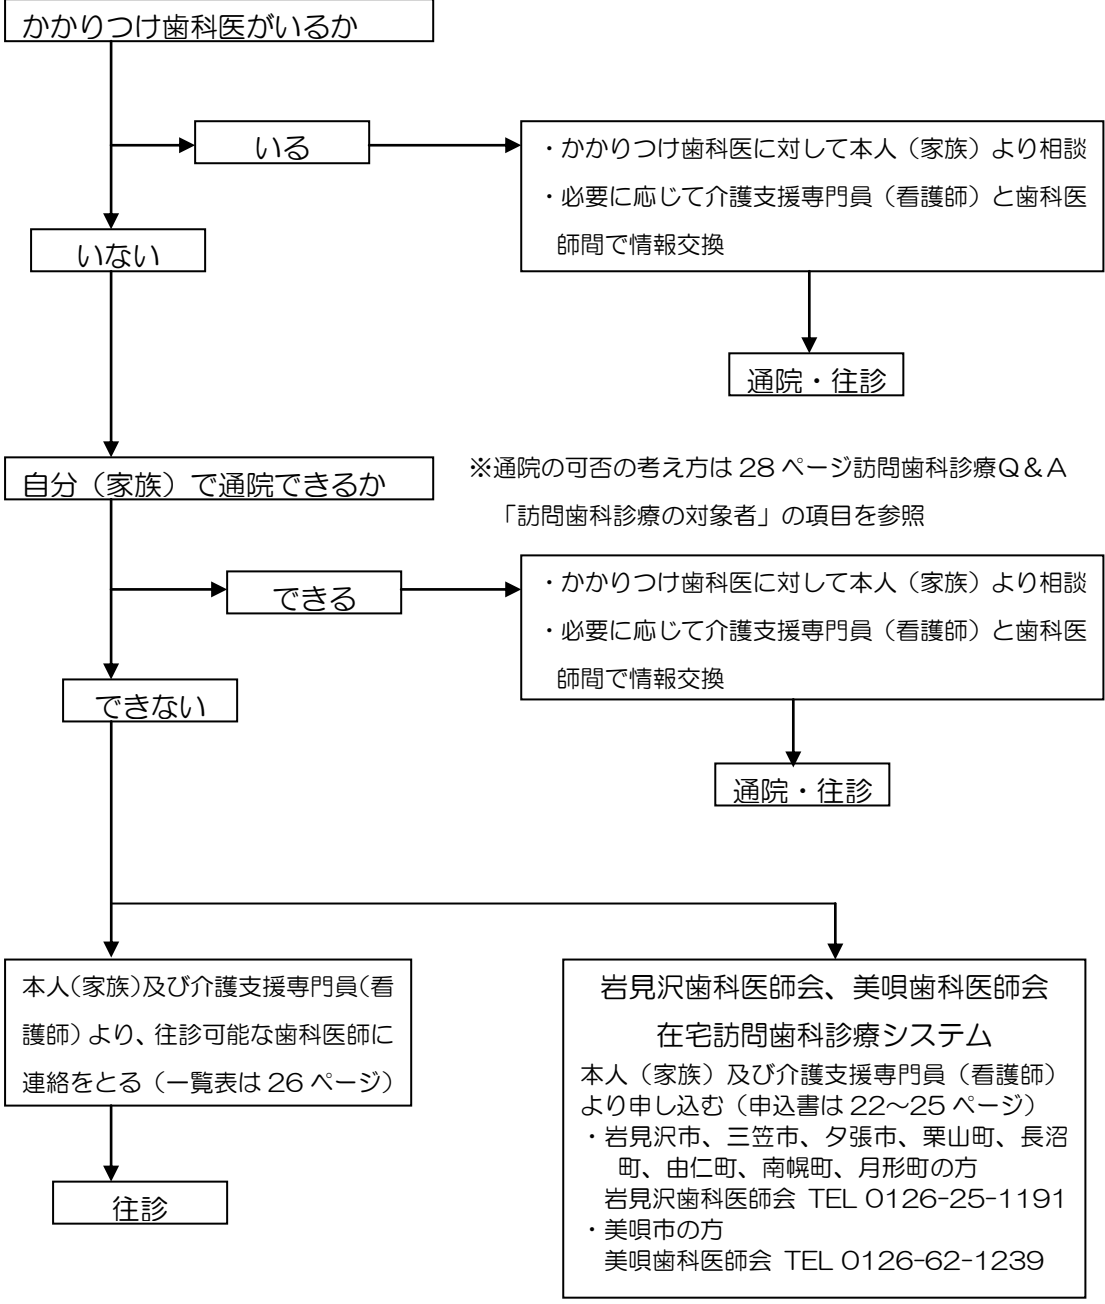 かかりつけ歯科医がいるか
いる
・かかりつけ歯科医に対して本人（家族）より相談
・必要に応じて介護支援専門員（看護師）と歯科医
師間で情報交換
いない
通院・往診
自分（家族）で通院できるか
※通院の可否の考え方は 28 ページ訪問歯科診療Q＆A
「訪問歯科診療の対象者」の項目を参照
できる
・かかりつけ歯科医に対して本人（家族）より相談
・必要に応じて介護支援専門員（看護師）と歯科医
師間で情報交換
できない
通院・往診
本人（家族）及び介護支援専門員（看
護師）より、往診可能な歯科医師に
連絡をとる（一覧表は 26 ページ）
往診
岩見沢歯科医師会、美唄歯科医師会
在宅訪問歯科診療システム
本人（家族）及び介護支援専門員（看護師）
より申し込む（申込書は 22～25 ページ）
・岩見沢市、三笠市、夕張市、栗山町、長沼
町、由仁町、南幌町、月形町の方
岩見沢歯科医師会 TEL 0126-25-1191
・美唄市の方
美唄歯科医師会 TEL 0126-62-1239